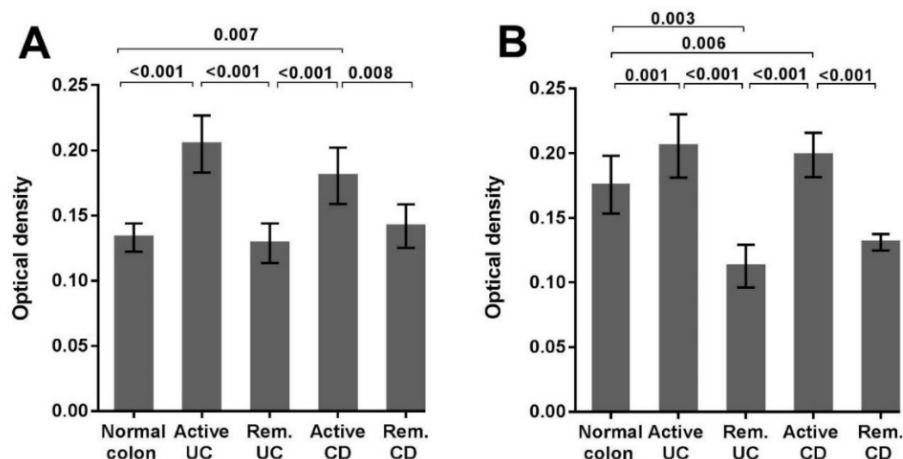 A
0.007
<0.001 <0.001 <0.001 0.008
0.25
0.20
0.15
0.10
0.05
0.00
Optical density
Normal colon
Active UC
Rem. UC
Active CD
Rem. CD
B
0.003
0.006
0.001 <0.001 <0.001 <0.001
0.25
0.20
0.15
0.10
0.05
0.00
Optical density
Normal colon
Active UC
Rem. UC
Active CD
Rem. CD